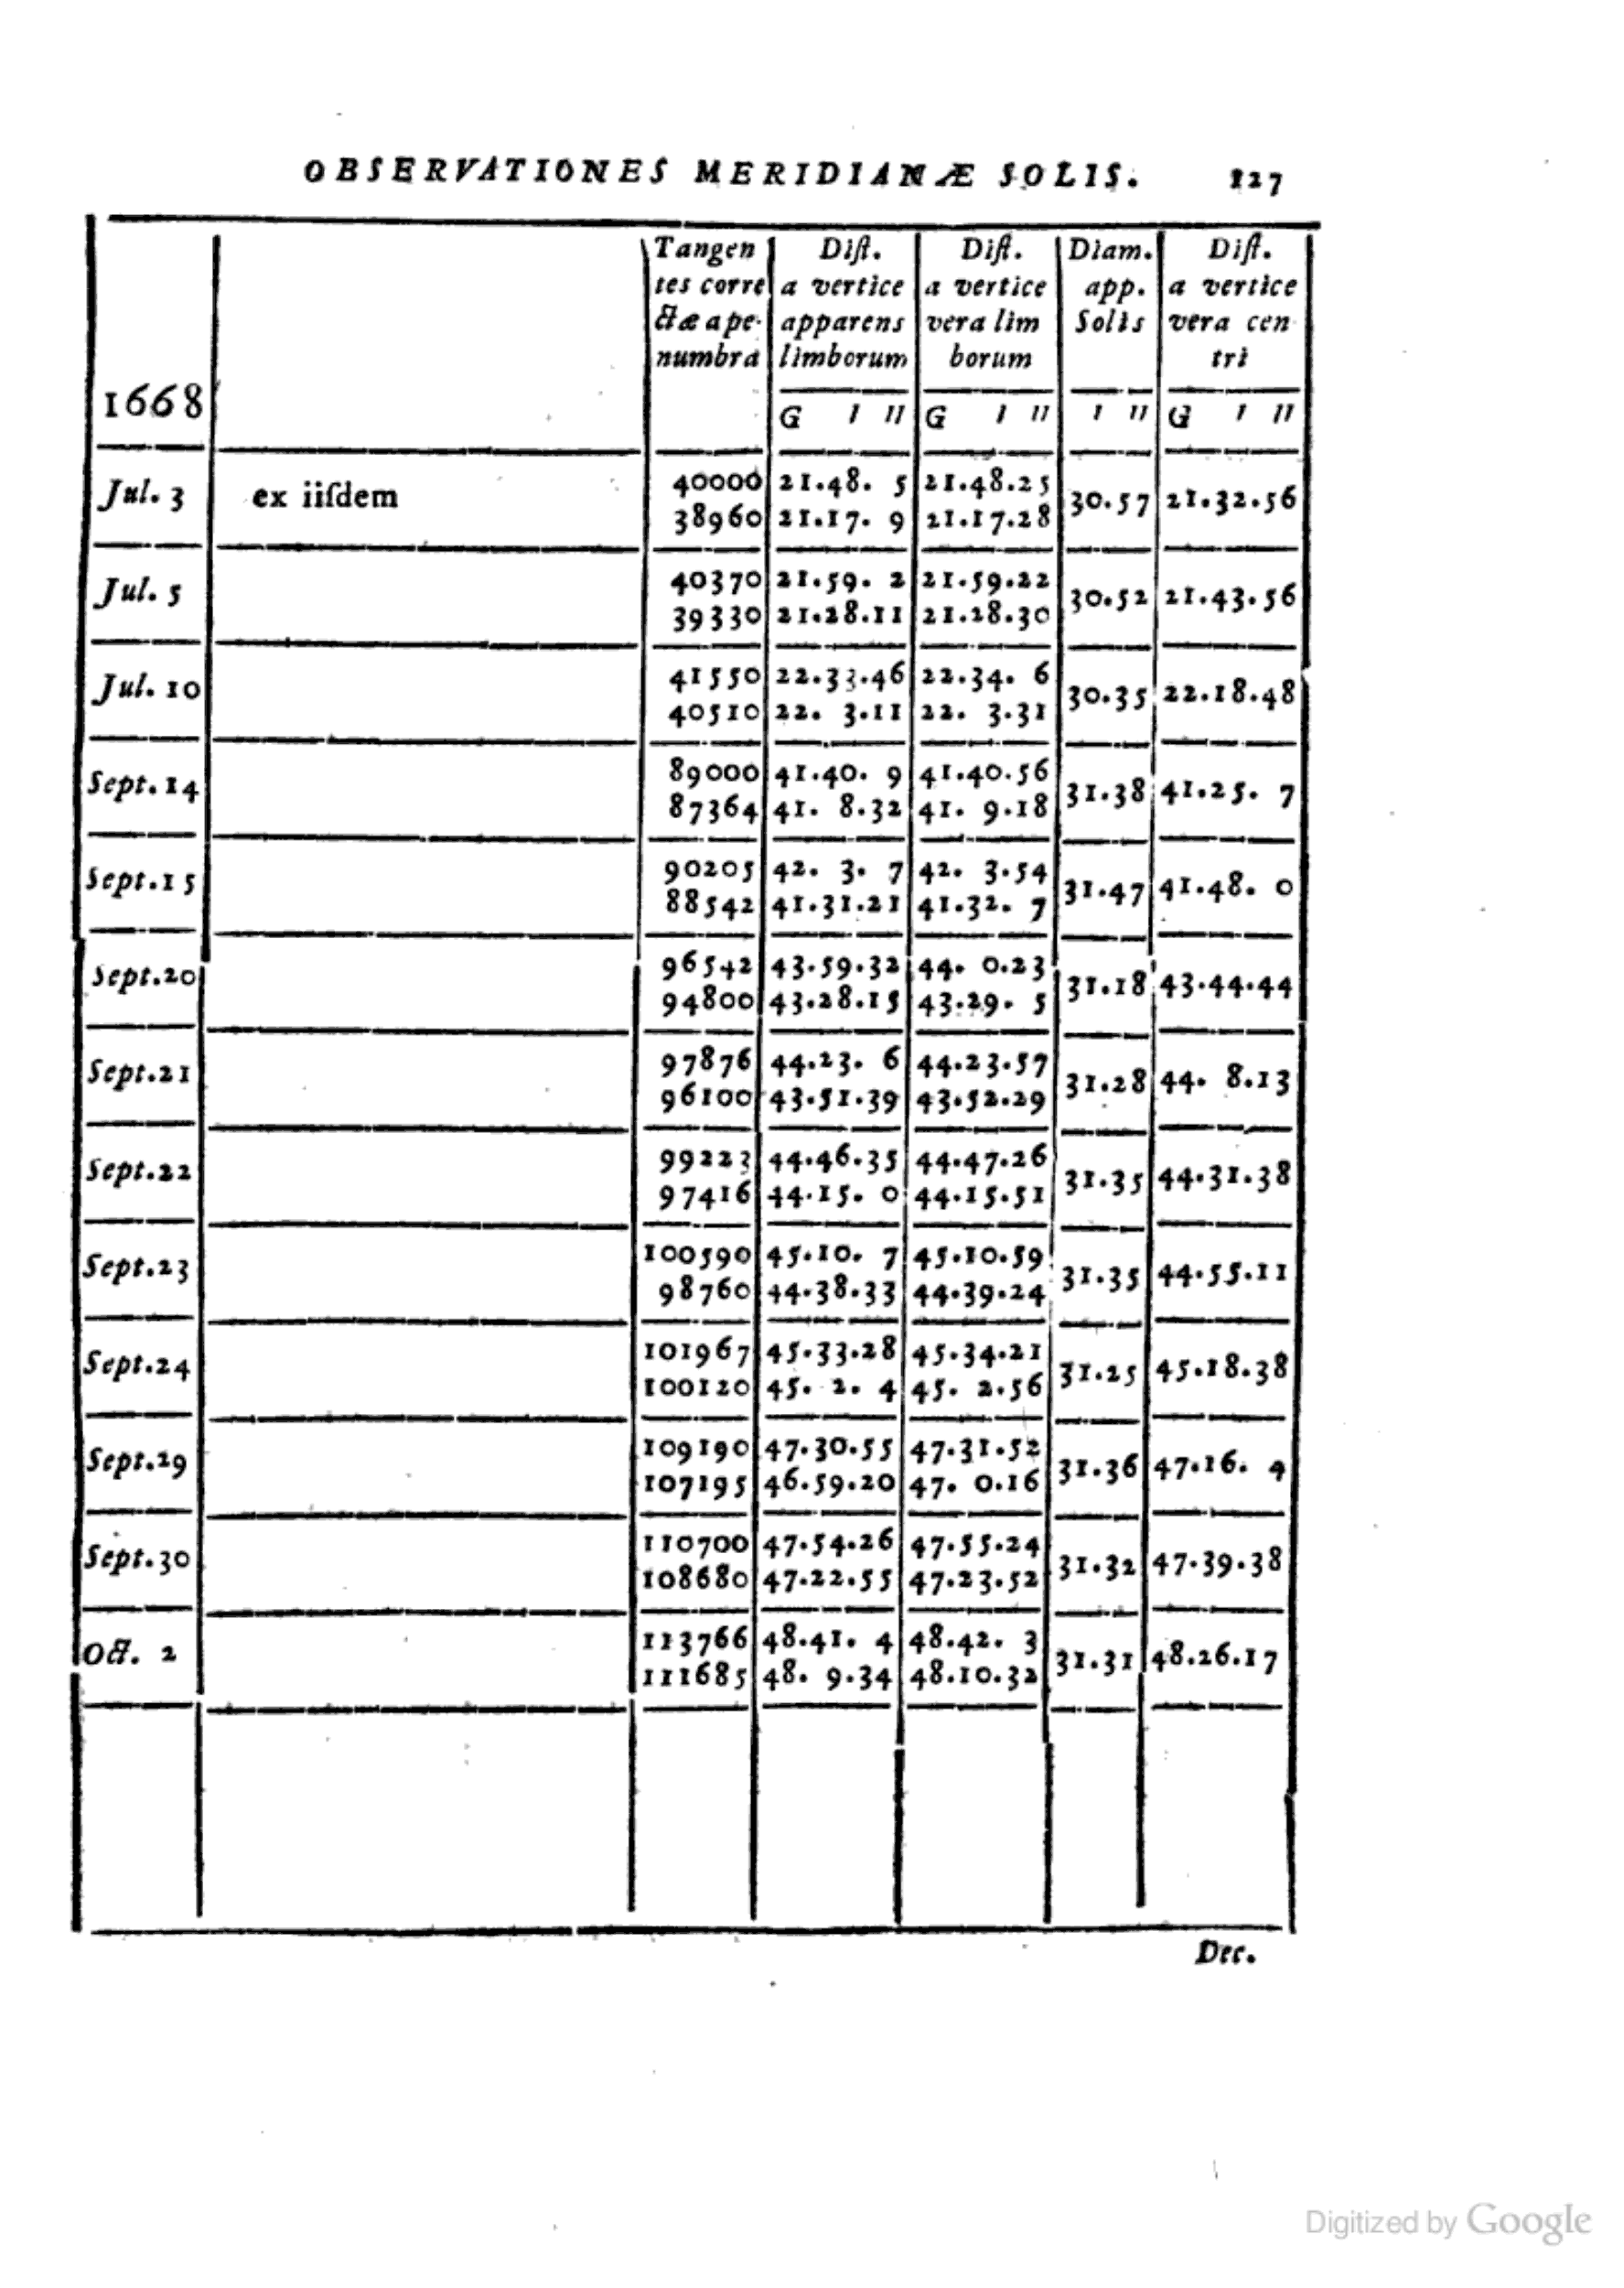 OBSERVATIONES MERIDIANÆ SOLIS. 127
Tangen Diſt. Diſt. Diam. Diſt.
tes corre a vertice a vertice app. a vertice
ctæ a pe- apparens vera lim Solis vera cen
numbra limborum borum tri
1668
G ' '' G ' '' ' '' G ' ''
40000 21.48. 5 21.48.25
Jul. 3 ex iiſdem 30.57 21.32.56
38960 21.17. 9 21.17.28
40370 21.59. 2 21.59.22
Jul. 5 30.52 21.43.56
39330 21.28.11 21.28.30
41550 22.33.46 22.34. 6
Jul. 10 30.35 22.18.48
40510 22. 3.11 22. 3.31
89000 41.40. 9 41.40.56
Sept. 14 31.38 41.25. 7
87364 41. 8.32 41. 9.18
90205 42. 3. 7 42. 3.54
Sept.15 31.47 41.48. 0
88542 41.31.21 41.32. 7
96542 43.59.32 44. 0.23
Sept.20 31.18 43.44.44
94800 43.28.15 43.29. 5
97876 44.23. 6 44.23.57
Sept.21 31.28 44. 8.13
96100 43.51.39 43.52.29
99223 44.46.35 44.47.26
Sept.22 31.35 44.31.38
97416 44.15. 0 44.15.51
100590 45.10. 7 45.10.59
Sept.23 31.35 44.55.11
98760 44.38.33 44.39.24
101967 45.33.28 45.34.21
Sept.24 31.25 45.18.38
100120 45. 2. 4 45. 2.56
109190 47.30.55 47.31.52
Sept.29 31.36 47.16. 4
107195 46.59.20 47. 0.16
110700 47.54.26 47.55.24
Sept.30 31.32 47.39.38
108680 47.22.55 47.23.52
113766 48.41. 4 48.42. 3
Oct. 2 31.31 48.26.17
111685 48. 9.34 48.10.32
Dec.
Digitized by Google